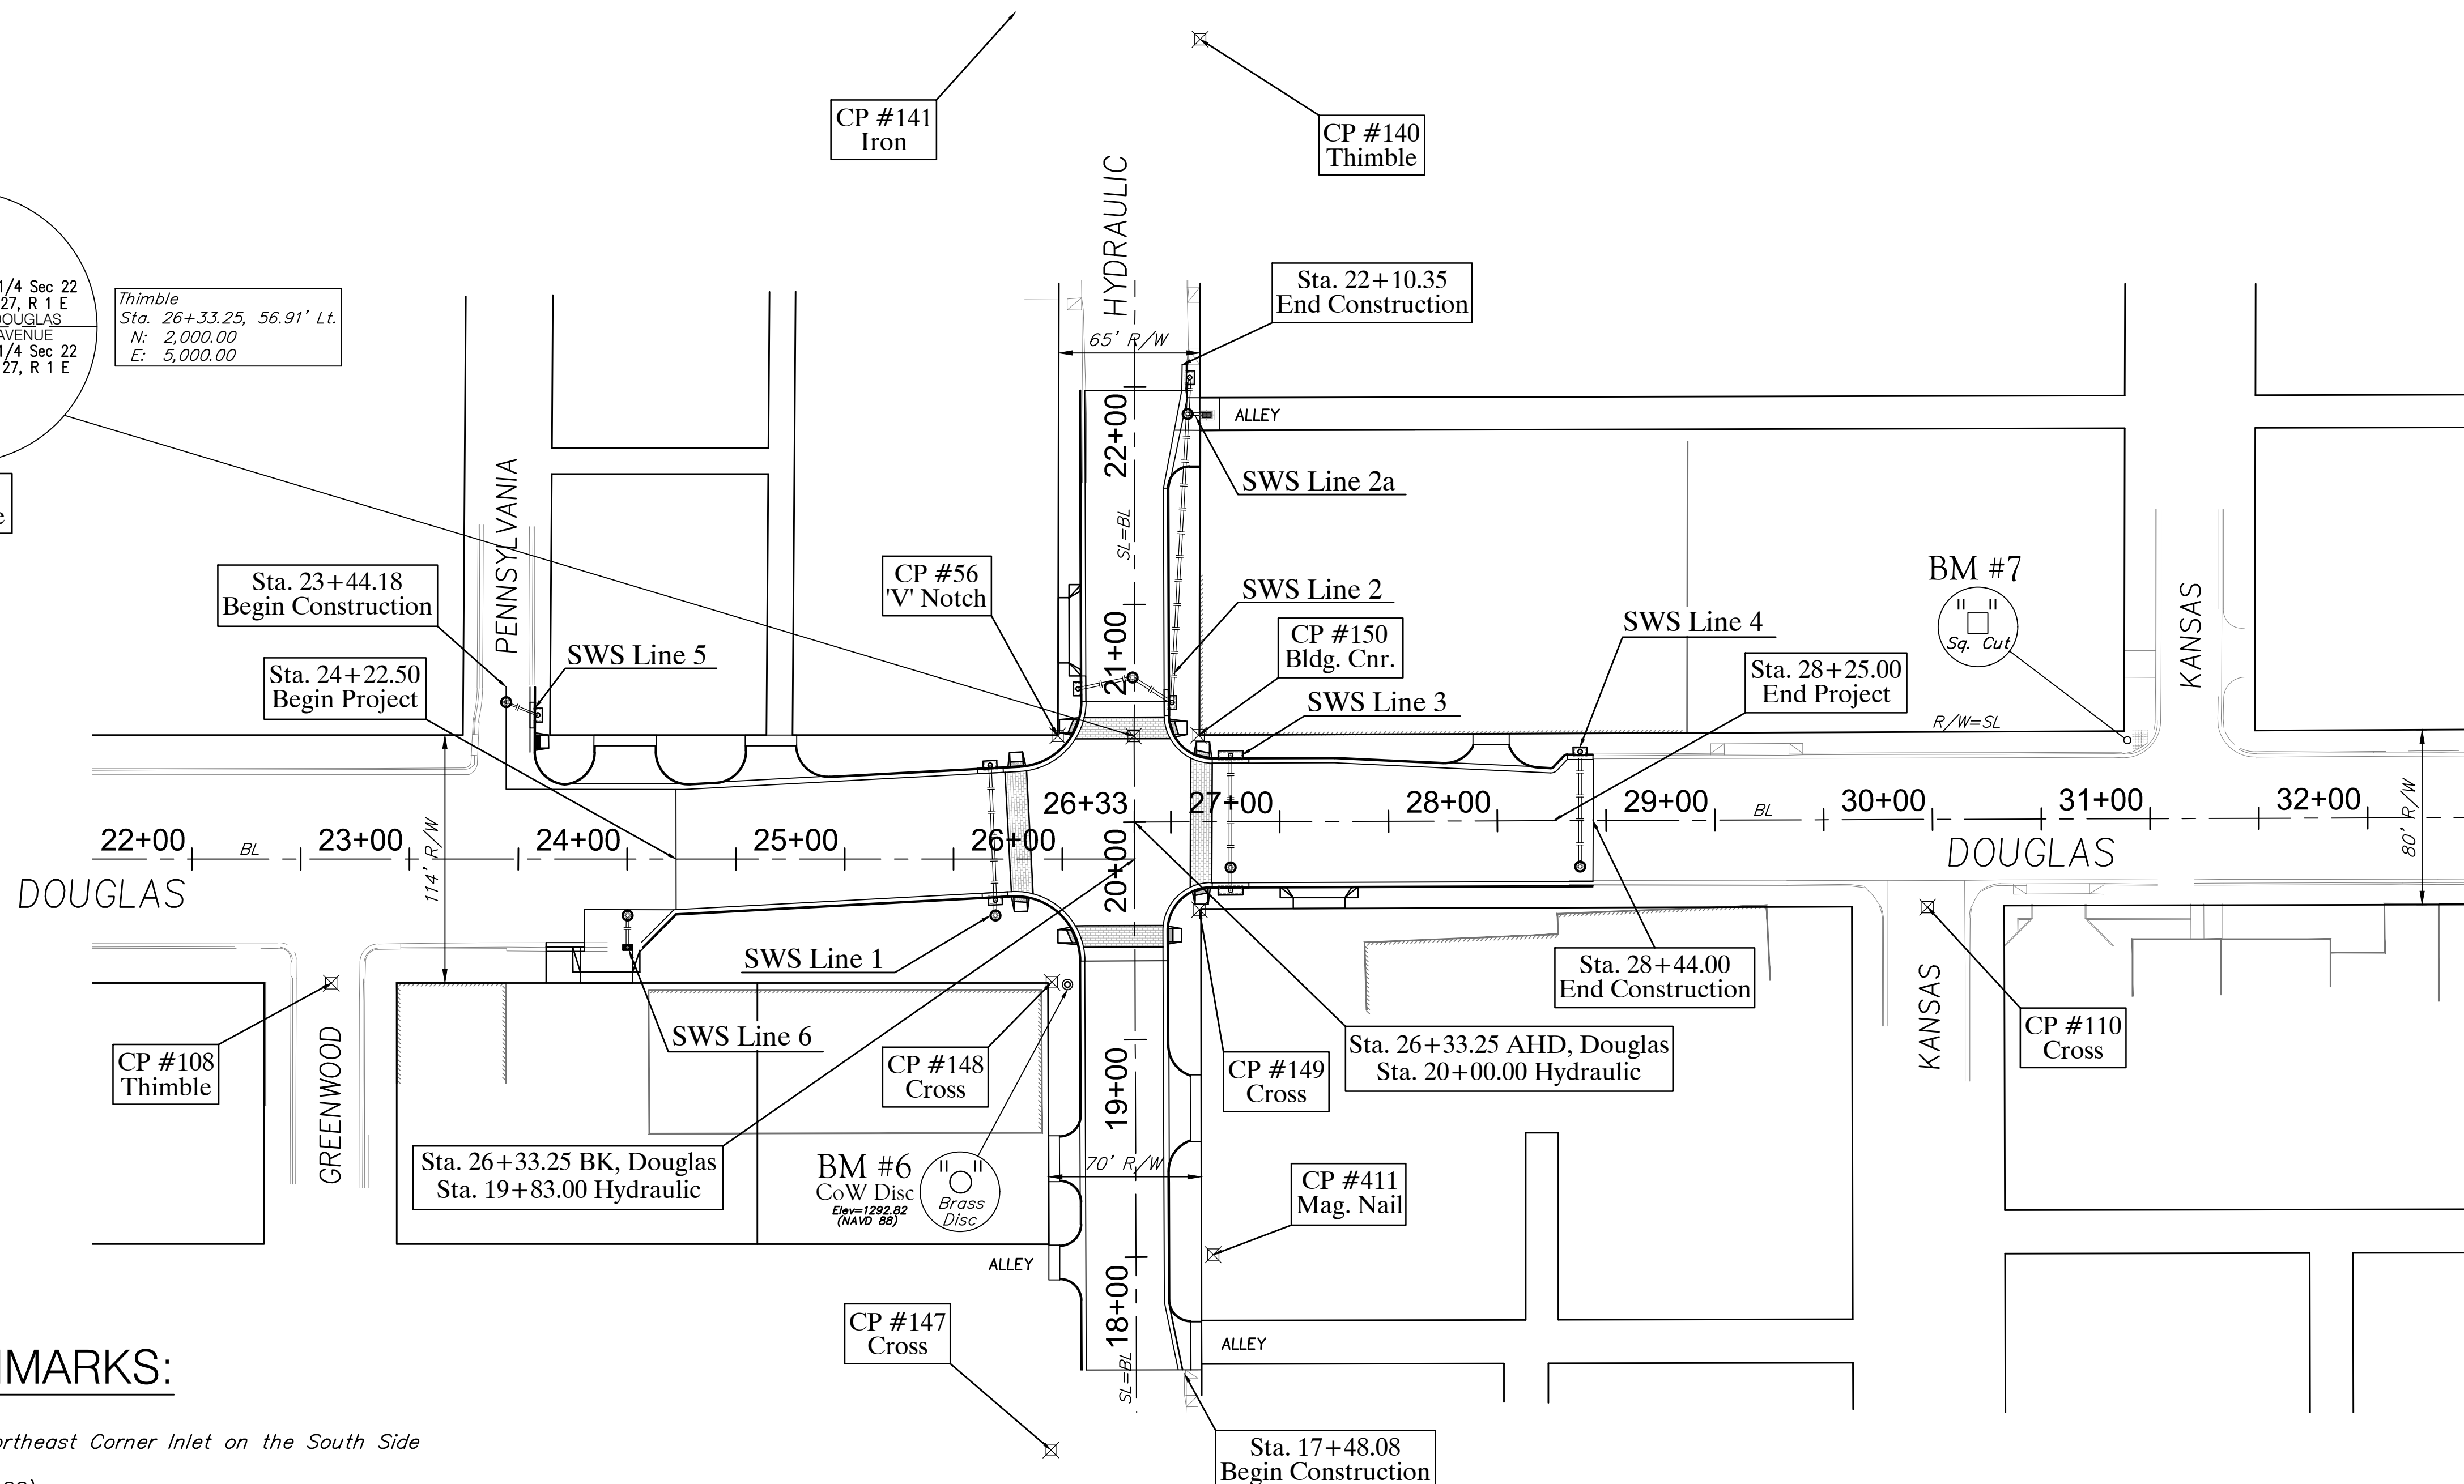 CP #141
Iron
CP #140
Thimble
HYDRAULIC
1/4 Sec 22
27, R 1 E
DOUGLAS
AVENUE
1/4 Sec 22
27, R 1 E
Thimble
Sta. 26+33.25, 56.91' Lt.
N: 2,000.00
E: 5,000.00
Sta. 22+10.35
End Construction
65' R/W
22+00
ALLEY
SWS Line 2a
PENNSYLVANIA
SL=BL
Sta. 23+44.18
Begin Construction
CP #56
'V' Notch
SWS Line 2
BM #7
Sq. Cut
KANSAS
Sta. 24+22.50
Begin Project
SWS Line 5
21+00
CP #150
Bldg. Cnr.
SWS Line 4
Sta. 28+25.00
End Project
SWS Line 3
R/W=SL
22+00
BL
23+00
24+00
25+00
26+00
26+33
27+00
28+00
29+00
BL
30+00
31+00
32+00
114' R/W
20+00
80' R/W
DOUGLAS
DOUGLAS
SWS Line 1
Sta. 28+44.00
End Construction
KANSAS
SWS Line 6
CP #108
Thimble
GREENWOOD
CP #148
Cross
19+00
CP #149
Cross
Sta. 26+33.25 AHD, Douglas
Sta. 20+00.00 Hydraulic
CP #110
Cross
Sta. 26+33.25 BK, Douglas
Sta. 19+83.00 Hydraulic
BM #6
CoW Disc
Elev=1292.82
(NAVD 88)
Brass
Disc
70' R/W
CP #411
Mag. Nail
ALLEY
18+00
CP #147
Cross
ALLEY
SL=BL
MARKS:
ortheast Corner Inlet on the South Side
Sta. 17+48.08
Begin Construction